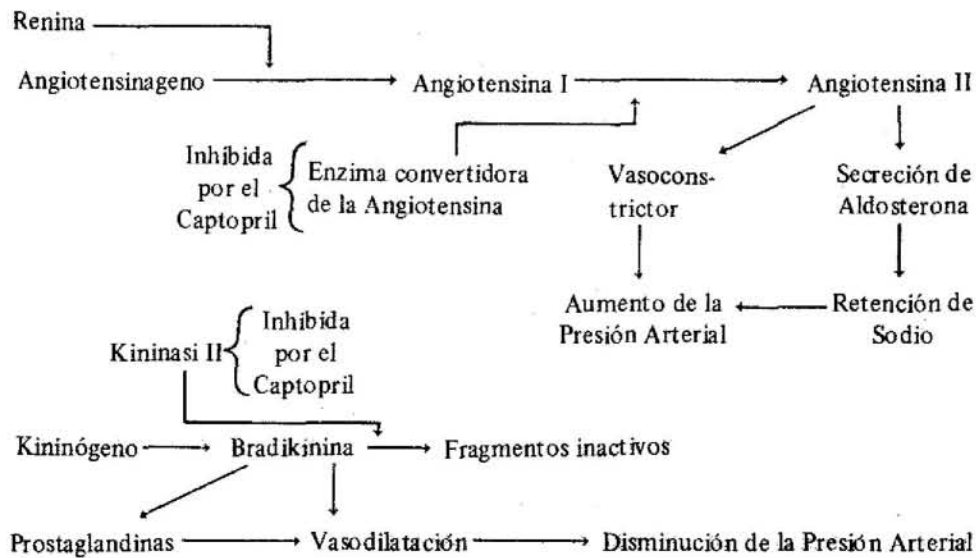 Renina
Angiotensinageno Angiotensina I Angiotensina II
Inhibida
por el
Captopril
Enzima convertidora
de la Angiotensina
Vasocons-
trictor
Secreción de
Aldosterona
Aumento de la
Presión Arterial
Retención de
Sodio
Kininasi II
Inhibida
por el
Captopril
Kininógeno Bradikinina Fragmentos inactivos
Prostaglandinas Vasodilatación Disminución de la Presión Arterial